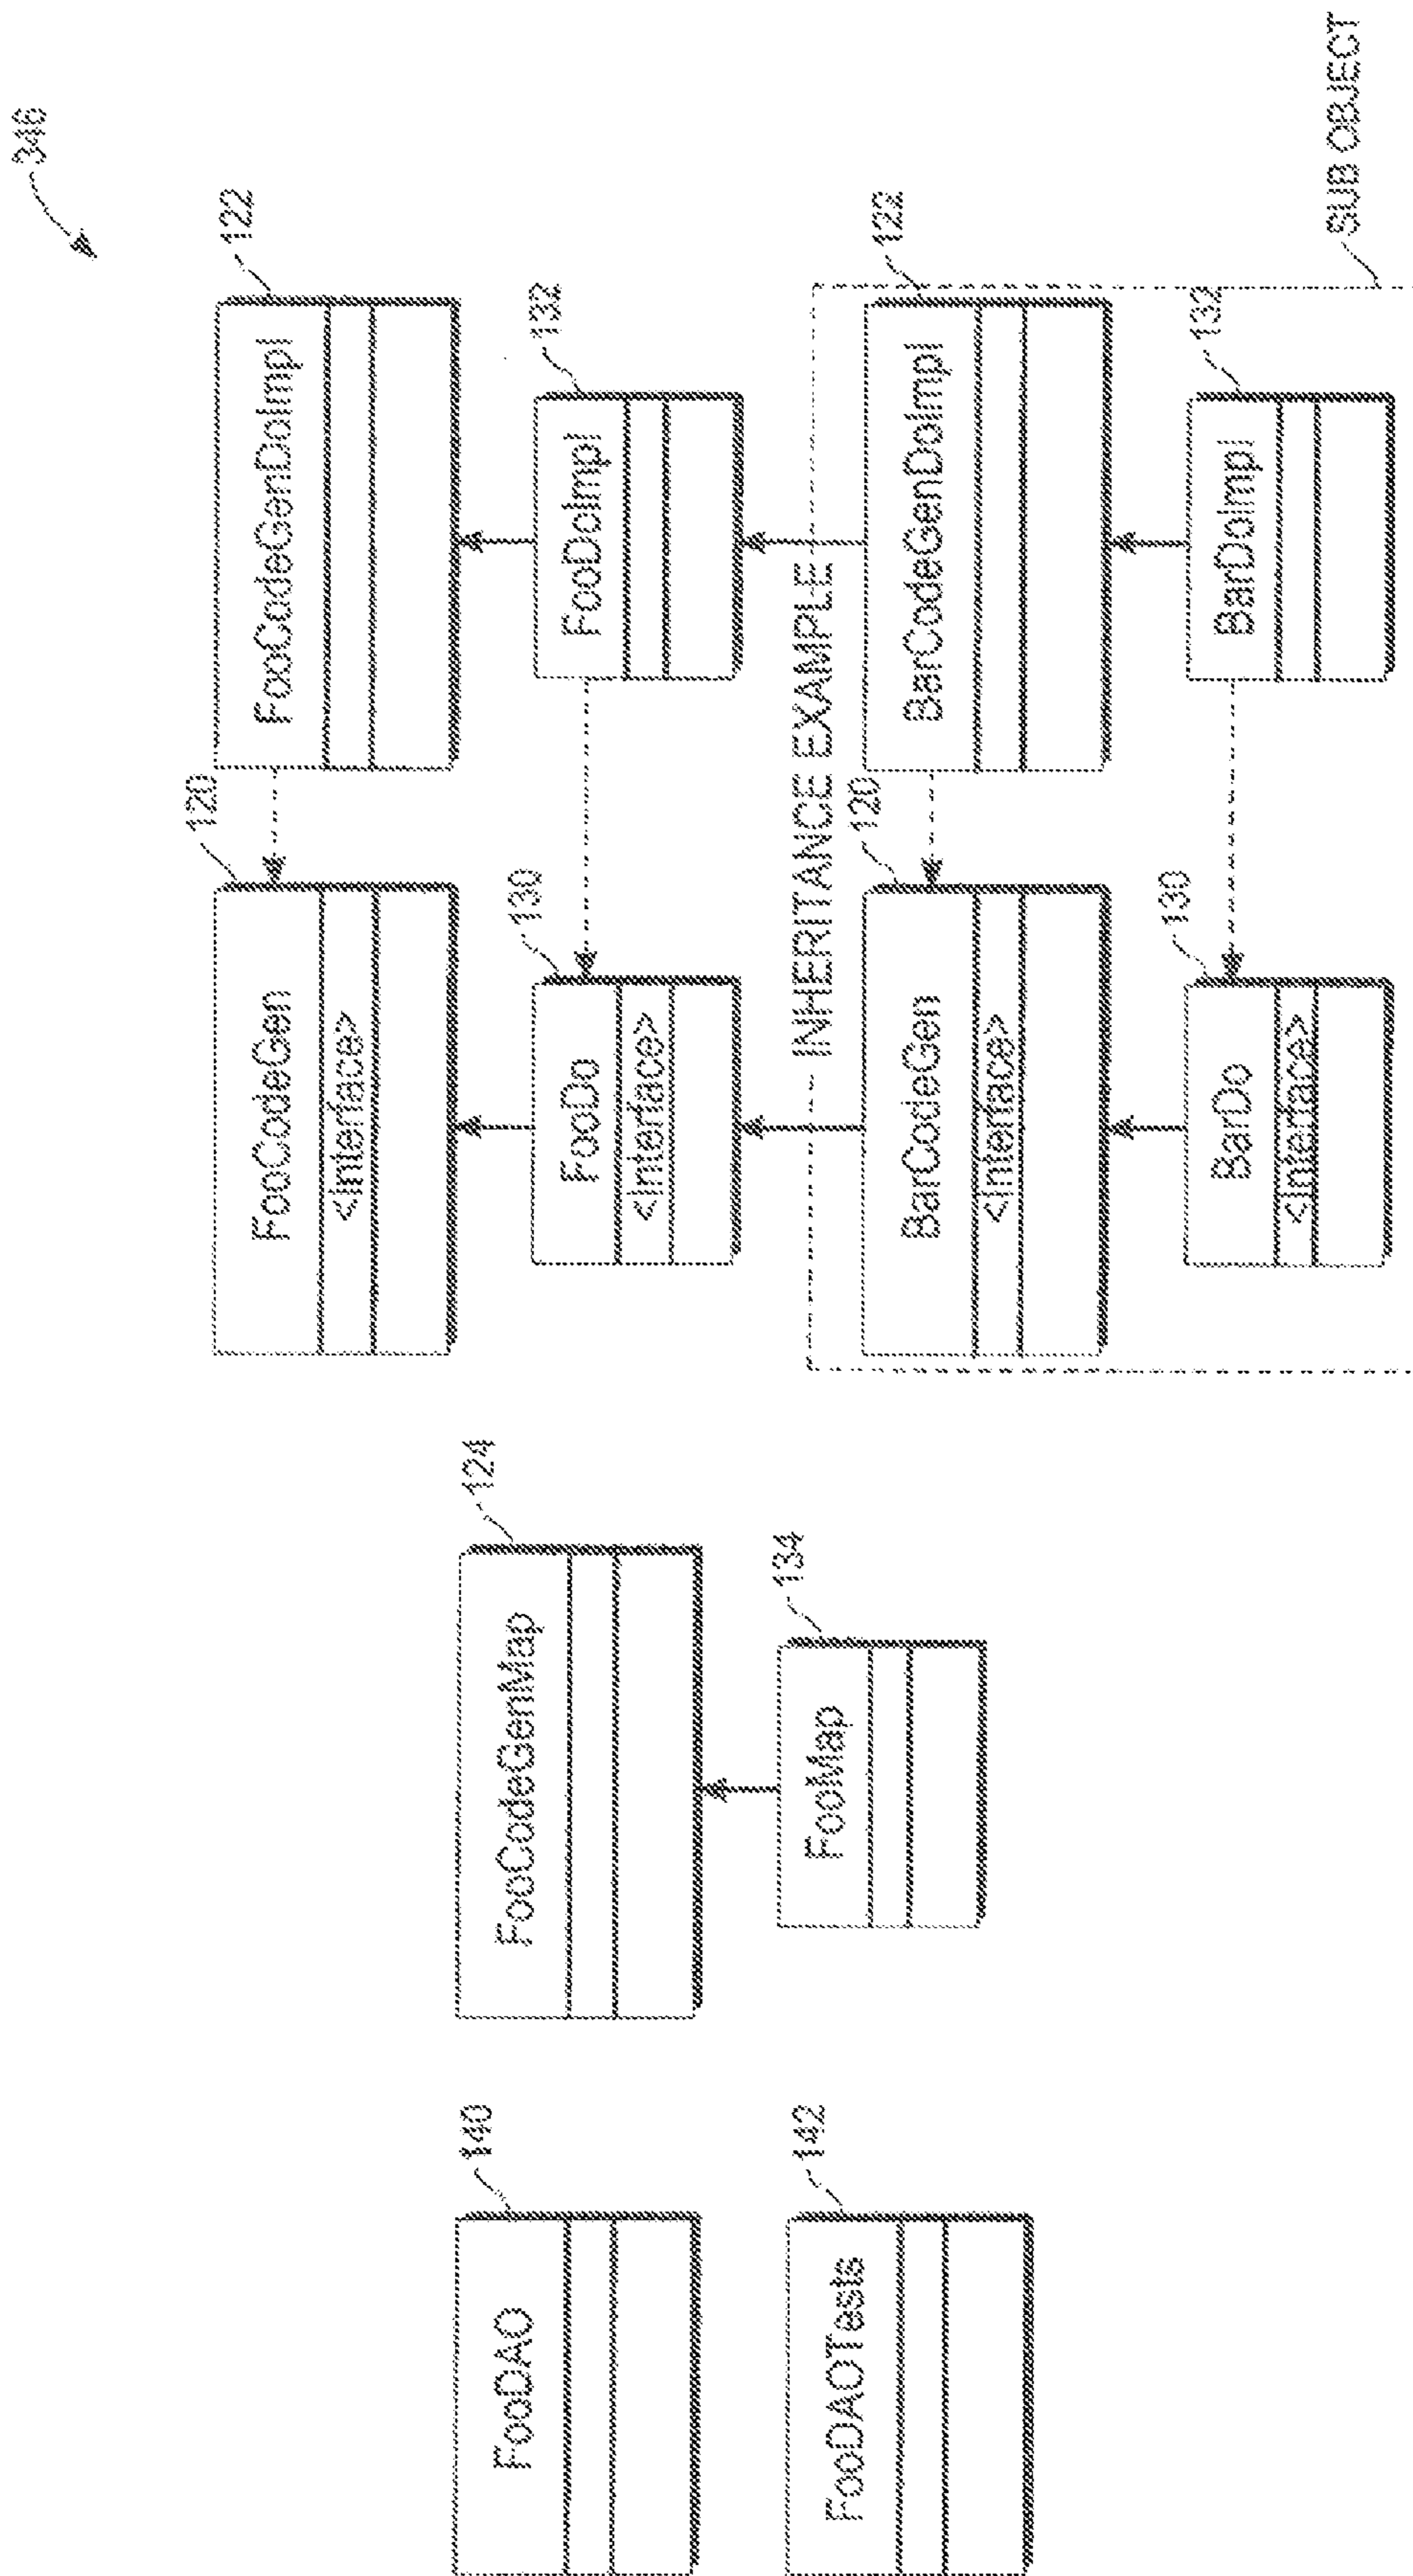 346
120
122
FooCodeGen
<Interface>
FooCodeGenDoImpl
140
FooDAO
124
FooCodeGenMap
130
FooDo
<Interface>
132
FooDoImpl
142
FooDAOTests
134
FooMap
INHERITANCE EXAMPLE
120
BarCodeGen
<Interface>
122
BarCodeGenDoImpl
130
BarDo
<Interface>
132
BarDoImpl
SUB OBJECT